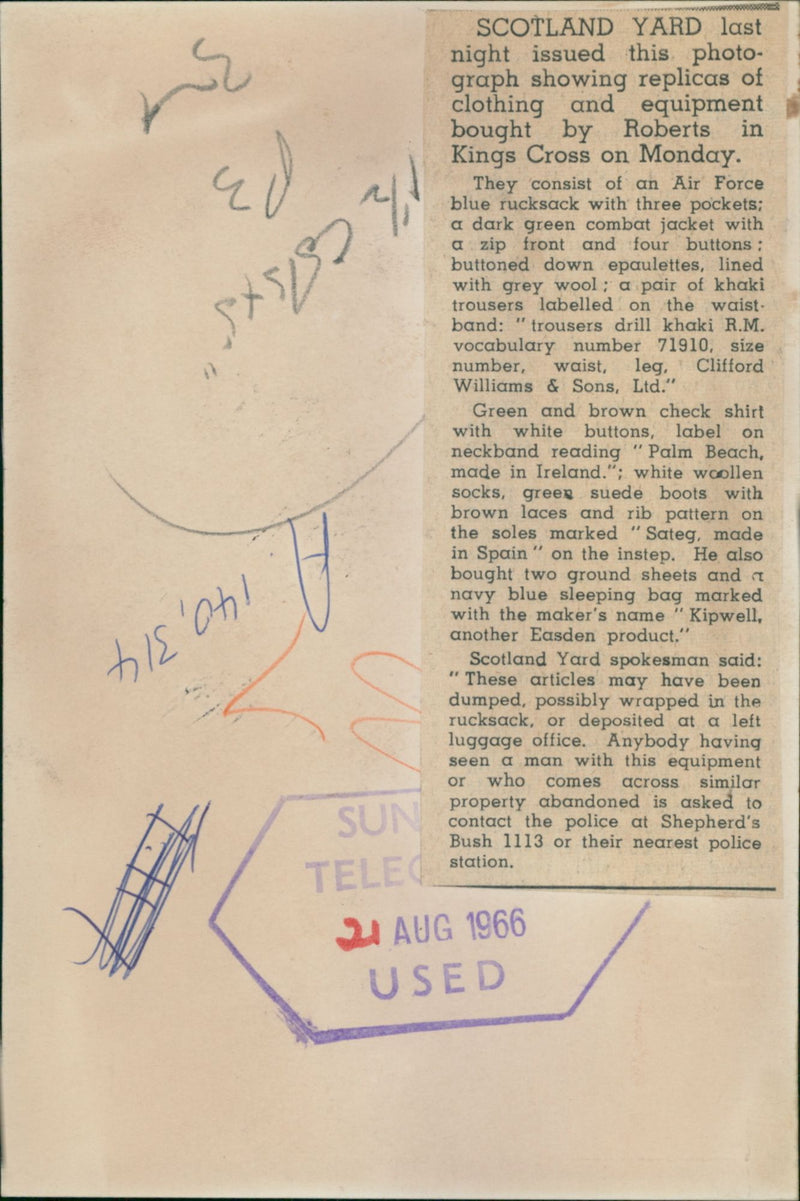 SCOTLAND YARD last
night issued this photo-
graph showing replicas of
clothing and equipment
bought by Roberts in
Kings Cross on Monday.
They consist of an Air Force
blue rucksack with three pockets;
a dark green combat jacket with
a zip front and four buttons;
buttoned down epaulettes, lined
with grey wool; a pair of khaki
trousers labelled on the waist-
band: "trousers drill khaki R.M.
vocabulary number 71910, size
number, waist, leg, Clifford
Williams & Sons, Ltd."
Green and brown check shirt
with white buttons, label on
neckband reading "Palm Beach,
made in Ireland."; white woollen
socks, green suede boots with
brown laces and rib pattern on
the soles marked "Sateg, made
in Spain" on the instep. He also
bought two ground sheets and a
navy blue sleeping bag marked
with the maker's name "Kipwell,
another Easden product."
Scotland Yard spokesman said:
"These articles may have been
dumped, possibly wrapped in the
rucksack, or deposited at a left
luggage office. Anybody having
seen a man with this equipment
or who comes across similar
property abandoned is asked to
contact the police at Shepherd's
Bush 1113 or their nearest police
station.
P3
A
140,314
SUN
TELEG
21 AUG 1966
USED